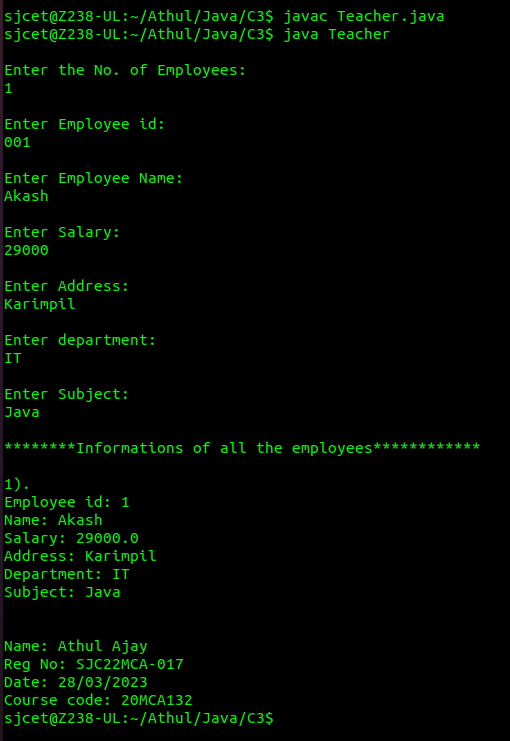 sjcet@Z238-UL:~/Athul/Java/C3$ javac Teacher.java
sjcet@Z238-UL:~/Athul/Java/C3$ java Teacher
Enter the No. of Employees:
1
Enter Employee id:
001
Enter Employee Name:
Akash
Enter Salary:
29000
Enter Address:
Karimpil
Enter department:
IT
Enter Subject:
Java
********Informations of all the employees************
1).
Employee id: 1
Name: Akash
Salary: 29000.0
Address: Karimpil
Department: IT
Subject: Java
Name: Athul Ajay
Reg No: SJC22MCA-017
Date: 28/03/2023
Course code: 20MCA132
sjcet@Z238-UL:~/Athul/Java/C3$